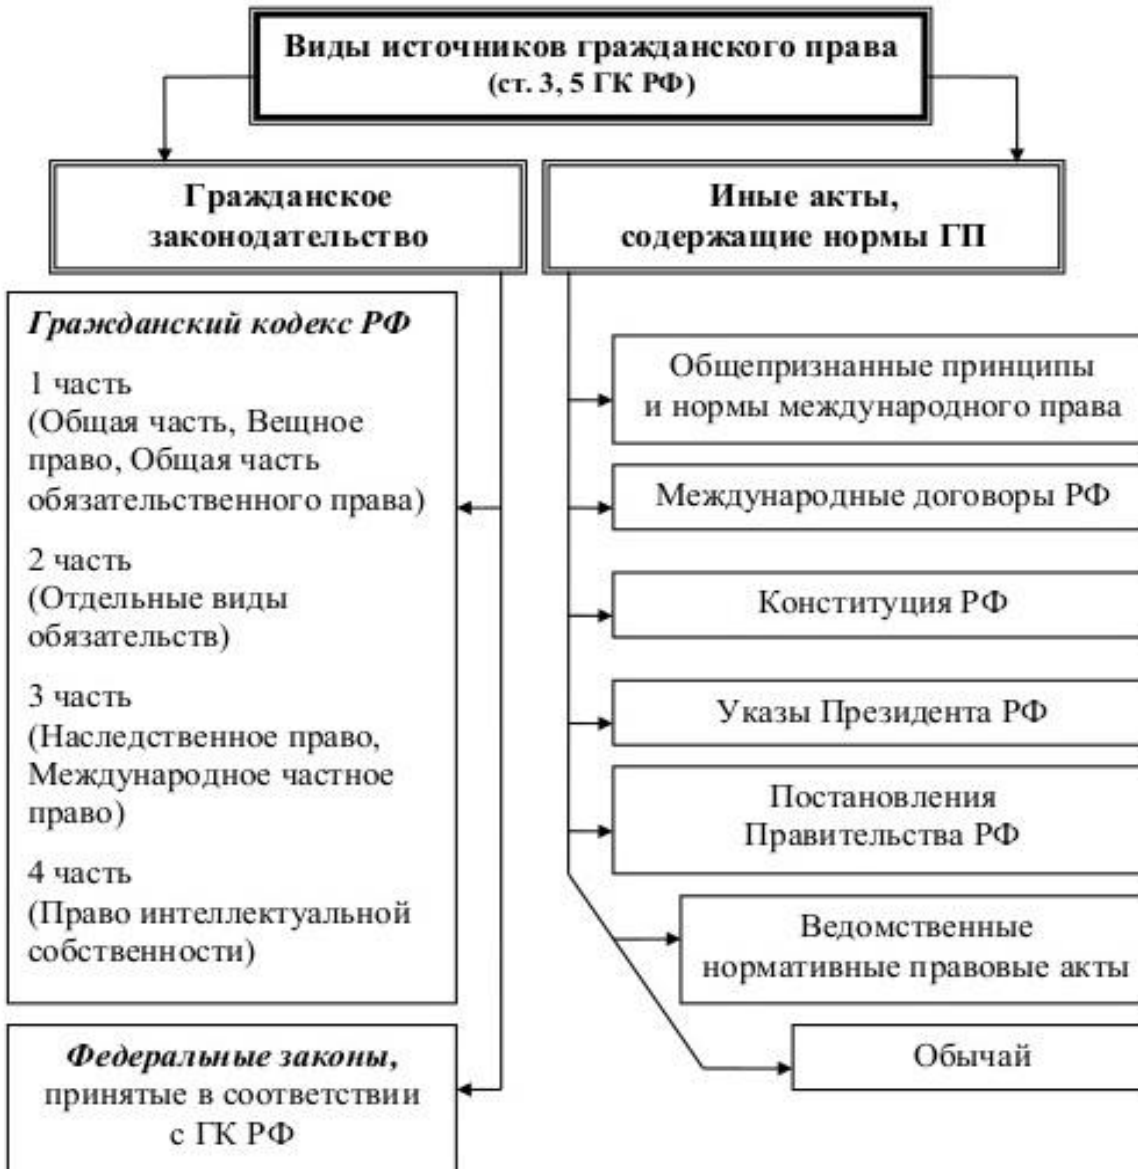 Виды источников гражданского права
(ст. 3, 5 ГК РФ)
Гражданское
законодательство
Иные акты,
содержащие нормы ГП
Гражданский кодекс РФ
1 часть
(Общая часть, Вещное
право, Общая часть
обязательственного права)
2 часть
(Отдельные виды
обязательств)
3 часть
(Наследственное право,
Международное частное
право)
4 часть
(Право интеллектуальной
собственности)
Федеральные законы,
принятые в соответствии
с ГК РФ
Общепризнанные принципы
и нормы международного права
Международные договоры РФ
Конституция РФ
Указы Президента РФ
Постановления
Правительства РФ
Ведомственные
нормативные правовые акты
Обычай